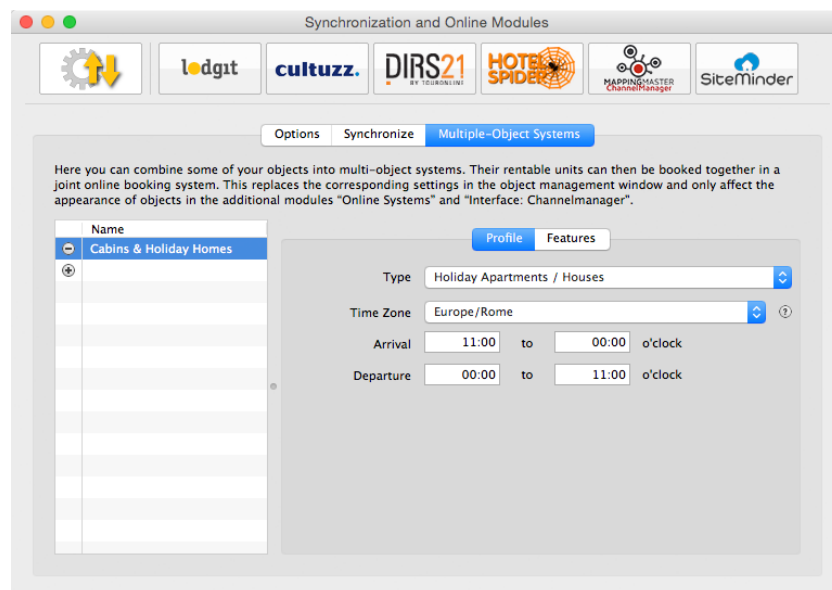 Synchronization and Online Modules
lodgit
cultuzz.
DIRS21
BY TOURONLINE
HOTEL
SPIDER
MAPPINGMASTER
ChannelManager
SiteMinder
Options Synchronize Multiple-Object Systems
Here you can combine some of your objects into multi-object systems. Their rentable units can then be booked together in a
joint online booking system. This replaces the corresponding settings in the object management window and only affect the
appearance of objects in the additional modules “Online Systems” and “Interface: Channelmanager”.
Name
Cabins & Holiday Homes
Profile Features
Type Holiday Apartments / Houses
Time Zone Europe/Rome ?
Arrival 11:00 to 00:00 o'clock
Departure 00:00 to 11:00 o'clock